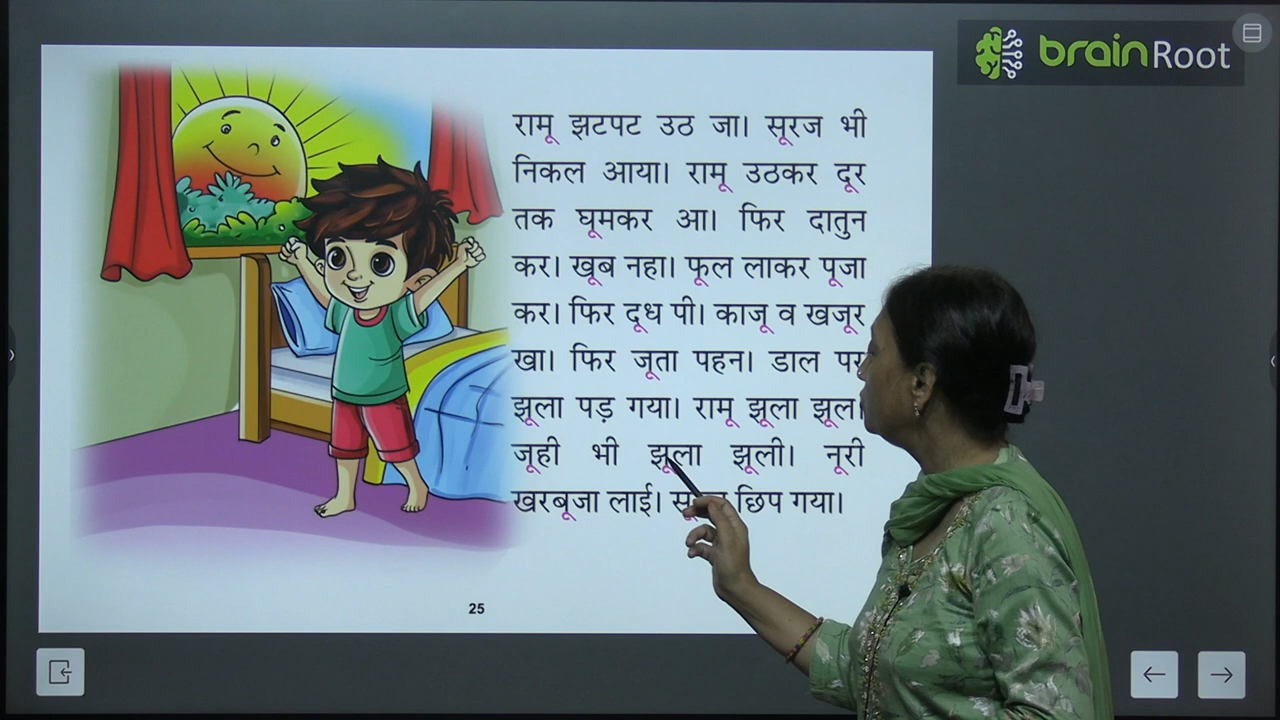 brainRoot
रामू झटपट उठ जा। सूरज भी
निकल आया। रामू उठकर दूर
तक घूमकर आ। फिर दातुन
कर। खूब नहा। फूल लाकर पूजा
कर। फिर दूध पी। काजू व खजूर
खा। फिर जूता पहन। डाल पर
झूला पड़ गया। रामू झूला झूल।
जूही भी झूला झूली। नूरी
खरबूजा लाई। छिप गया।
25